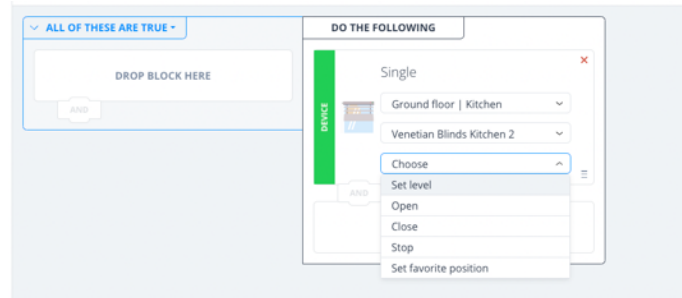 ALL OF THESE ARE TRUE
DROP BLOCK HERE
AND
DO THE FOLLOWING
DEVICE
Single
Ground floor | Kitchen
Venetian Blinds Kitchen 2
Choose
Set level
Open
Close
Stop
Set favorite position
AND